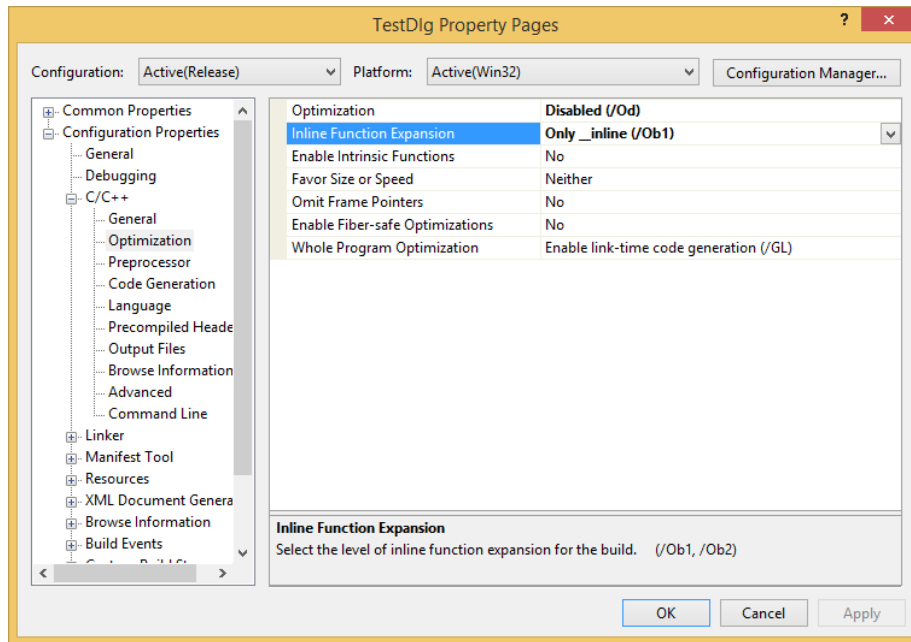 TestDlg Property Pages
?
×
Configuration: Active(Release) Platform: Active(Win32) Configuration Manager...
Common Properties
Configuration Properties
General
Debugging
C/C++
General
Optimization
Preprocessor
Code Generation
Language
Precompiled Heade
Output Files
Browse Information
Advanced
Command Line
Linker
Manifest Tool
Resources
XML Document Genera
Browse Information
Build Events
Optimization Disabled (/Od)
Inline Function Expansion Only __inline (/Ob1)
Enable Intrinsic Functions No
Favor Size or Speed Neither
Omit Frame Pointers No
Enable Fiber-safe Optimizations No
Whole Program Optimization Enable link-time code generation (/GL)
Inline Function Expansion
Select the level of inline function expansion for the build. (/Ob1, /Ob2)
OK Cancel Apply